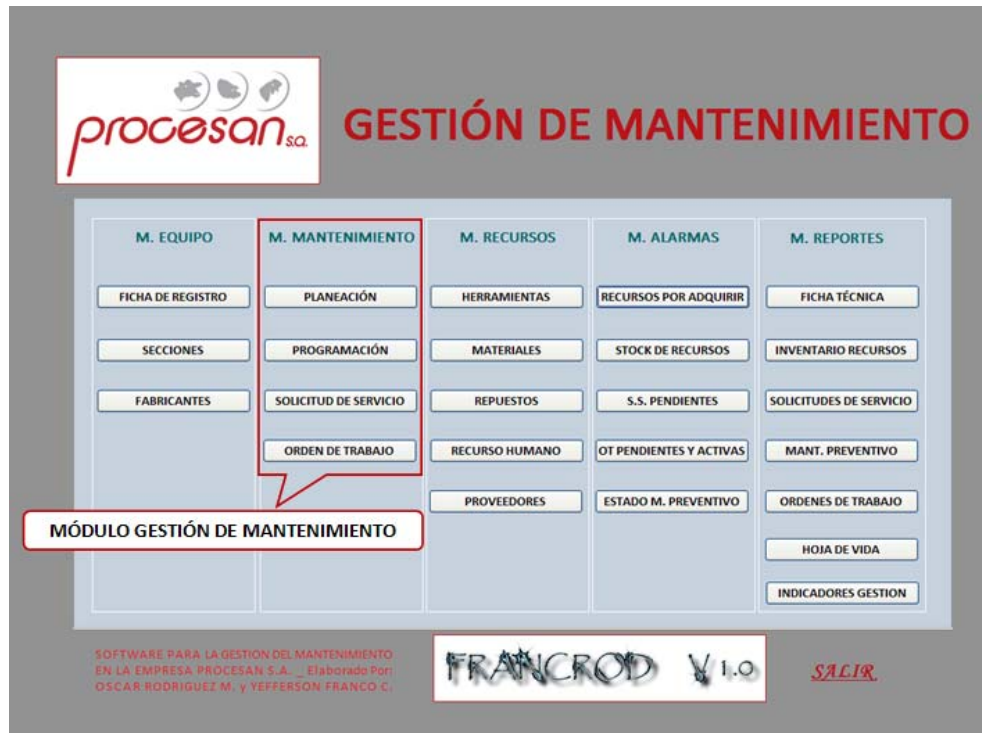 procesan s.a.
GESTIÓN DE MANTENIMIENTO
M. EQUIPO
FICHA DE REGISTRO
SECCIONES
FABRICANTES
M. MANTENIMIENTO
PLANEACIÓN
PROGRAMACIÓN
SOLICITUD DE SERVICIO
ORDEN DE TRABAJO
MÓDULO GESTIÓN DE MANTENIMIENTO
M. RECURSOS
HERRAMIENTAS
MATERIALES
REPUESTOS
RECURSO HUMANO
PROVEEDORES
M. ALARMAS
RECURSOS POR ADQUIRIR
STOCK DE RECURSOS
S.S. PENDIENTES
OT PENDIENTES Y ACTIVAS
ESTADO M. PREVENTIVO
M. REPORTES
FICHA TÉCNICA
INVENTARIO RECURSOS
SOLICITUDES DE SERVICIO
MANT. PREVENTIVO
ORDENES DE TRABAJO
HOJA DE VIDA
INDICADORES GESTION
SOFTWARE PARA LA GESTION DEL MANTENIMIENTO
EN LA EMPRESA PROCESAN S.A. _ Elaborado Por:
OSCAR RODRIGUEZ M. y YEFFERSON FRANCO C.
FRANCROD V 1.0
SALIR